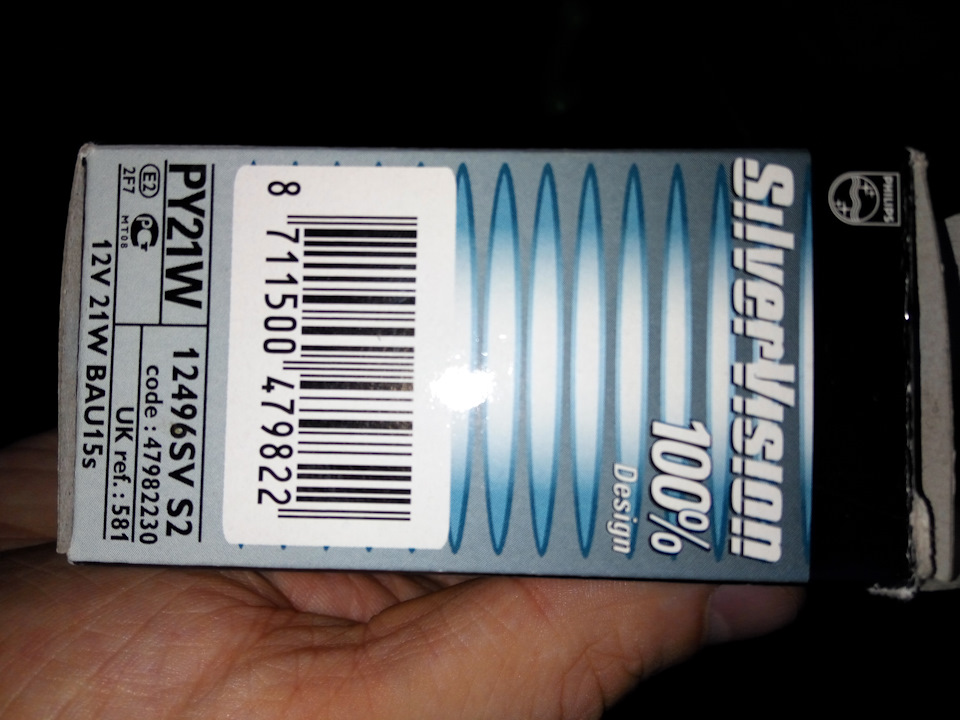 PHILIPS
SilverVision
100%
Design
8 711500 479822
PY21W
12496SV S2
E2
2F7
PG
MT08
code : 47982230
UK ref. : 581
12V 21W BAU15s